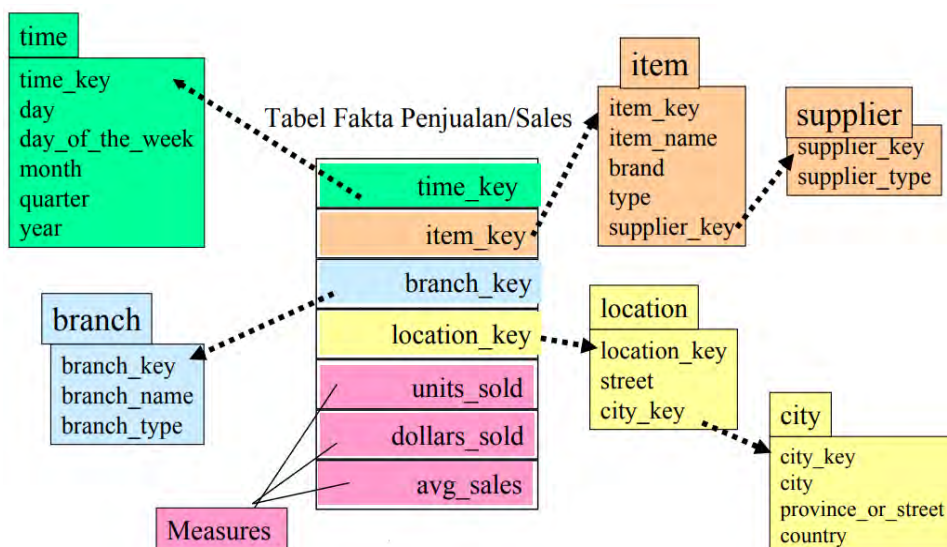 time
time_key
day
day_of_the_week
month
quarter
year
Tabel Fakta Penjualan/Sales
time_key
item_key
branch_key
location_key
units_sold
dollars_sold
avg_sales
Measures
item
item_key
item_name
brand
type
supplier_key
supplier
supplier_key
supplier_type
branch
branch_key
branch_name
branch_type
location
location_key
street
city_key
city
city_key
city
province_or_street
country